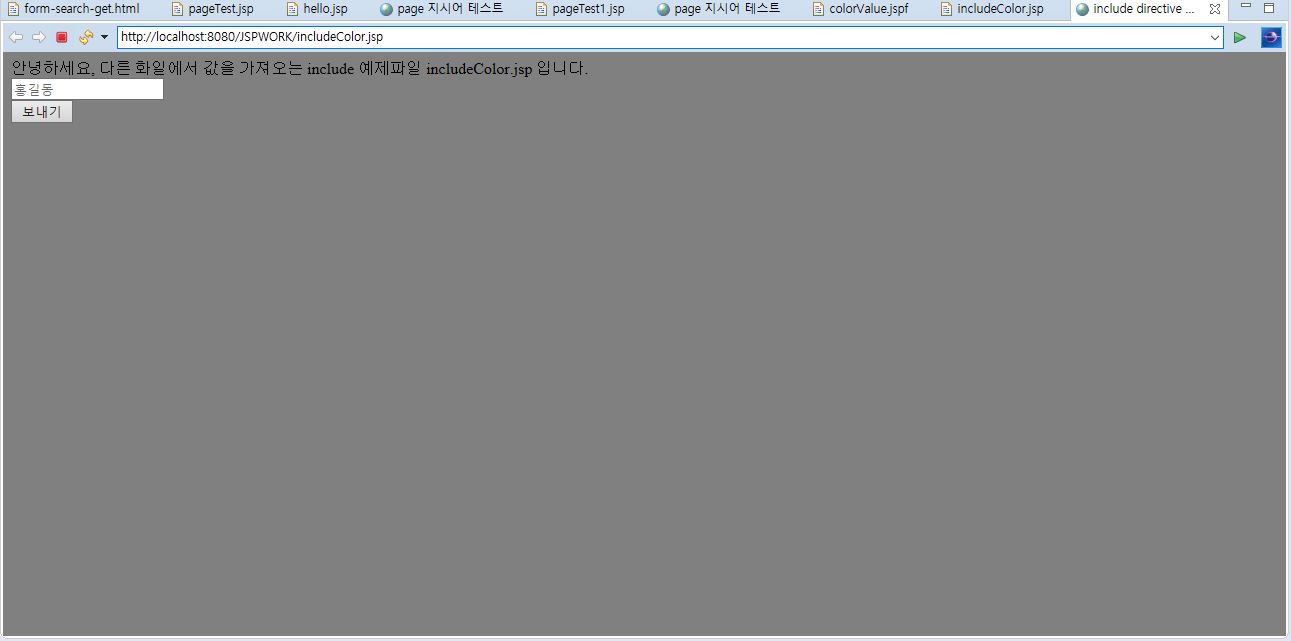 form-search-get.html pageTest.jsp hello.jsp page 지시어 테스트 pageTest1.jsp page 지시어 테스트 colorValue.jspf includeColor.jsp include directive ...
http://localhost:8080/JSPWORK/includeColor.jsp
안녕하세요, 다른 화일에서 값을 가져오는 include 예제파일 includeColor.jsp 입니다.
홍길동
보내기